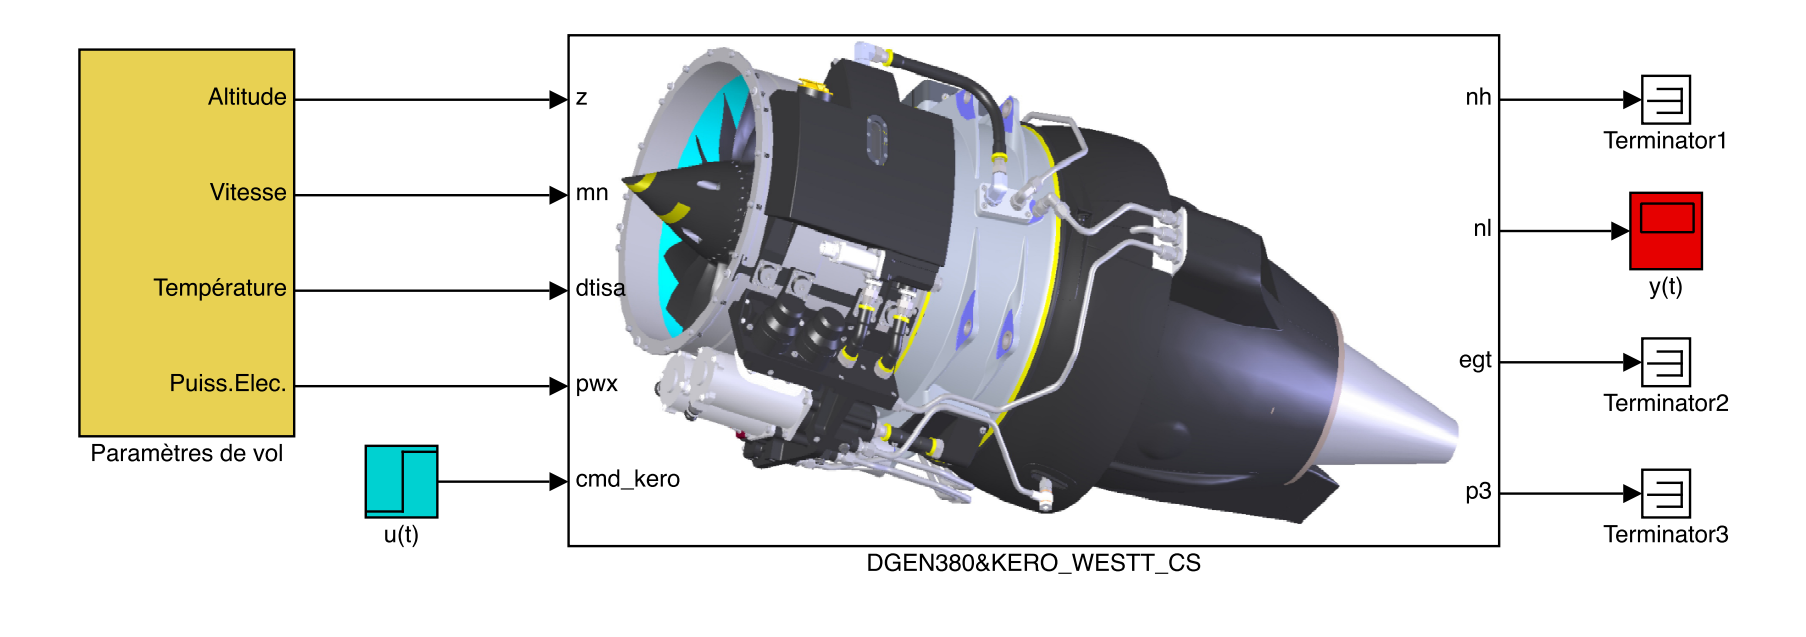 Altitude
Vitesse
Température
Puiss.Elec.
Paramètres de vol
u(t)
z
mn
dtisa
pwx
cmd_kero
DGEN380&KERO_WESTT_CS
nh
nl
egt
p3
Terminator1
y(t)
Terminator2
Terminator3